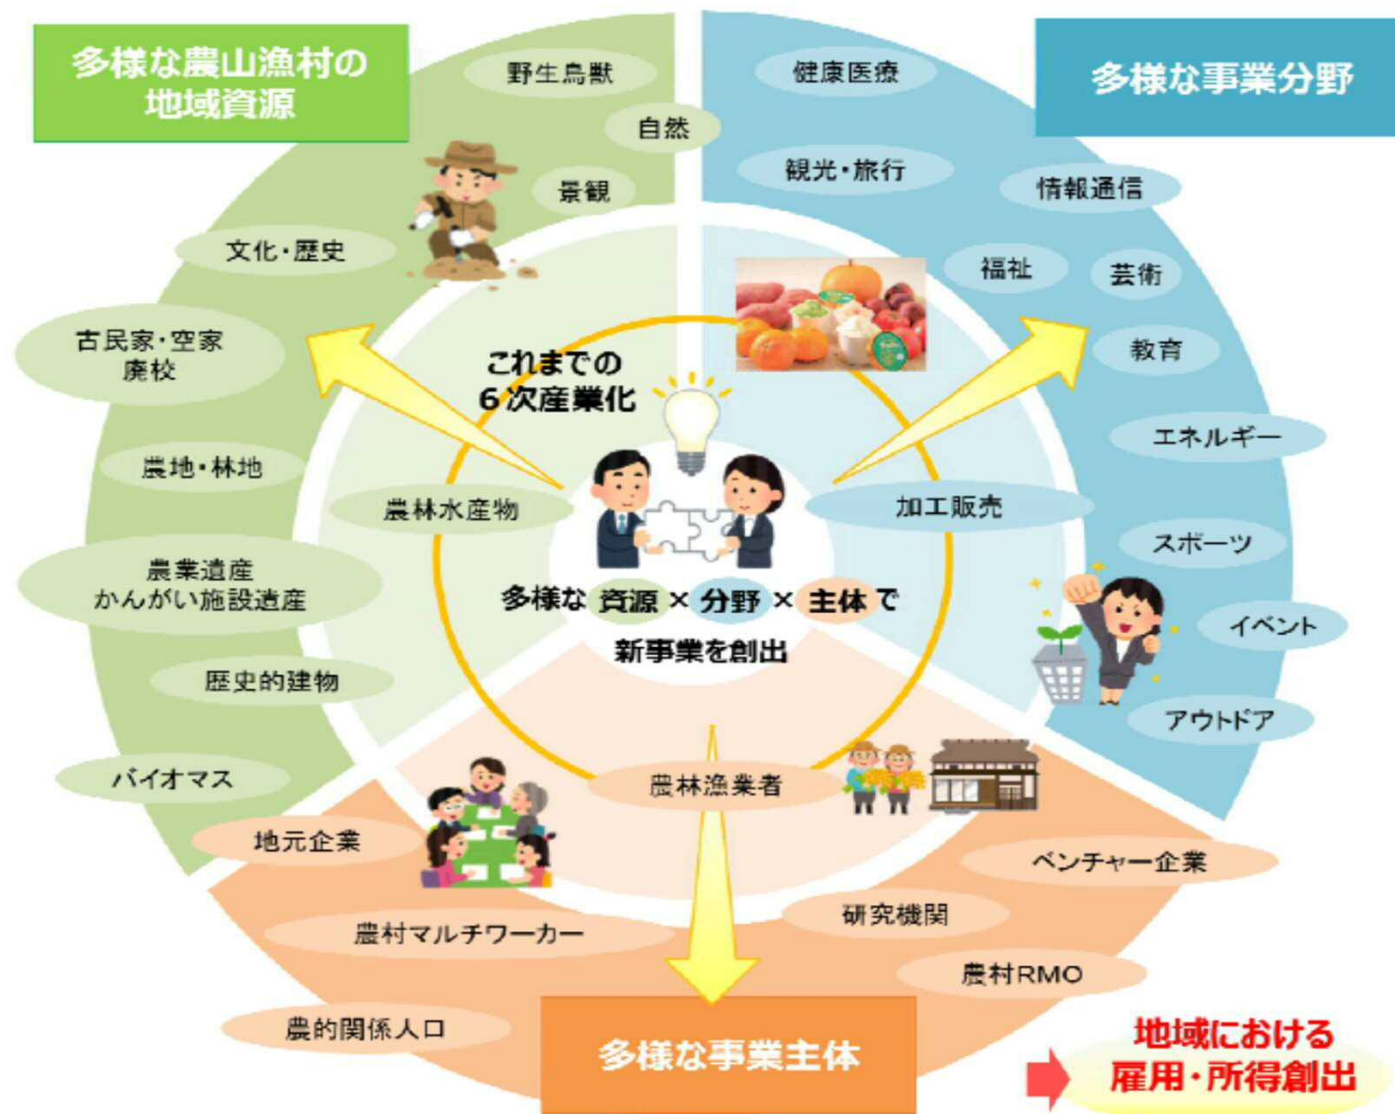 多様な農山漁村の
地域資源
多様な事業分野
野生鳥獣
自然
景観
文化・歴史
古民家・空家
廃校
農地・林地
農業遺産
かんがい施設遺産
歴史的建物
バイオマス
健康医療
観光・旅行
情報通信
福祉
芸術
教育
エネルギー
スポーツ
イベント
アウトドア
これまでの
６次産業化
農林水産物
加工販売
多様な 資源 × 分野 × 主体 で
新事業を創出
農林漁業者
地元企業
農村マルチワーカー
農的関係人口
ベンチャー企業
研究機関
農村RMO
多様な事業主体
地域における
雇用・所得創出